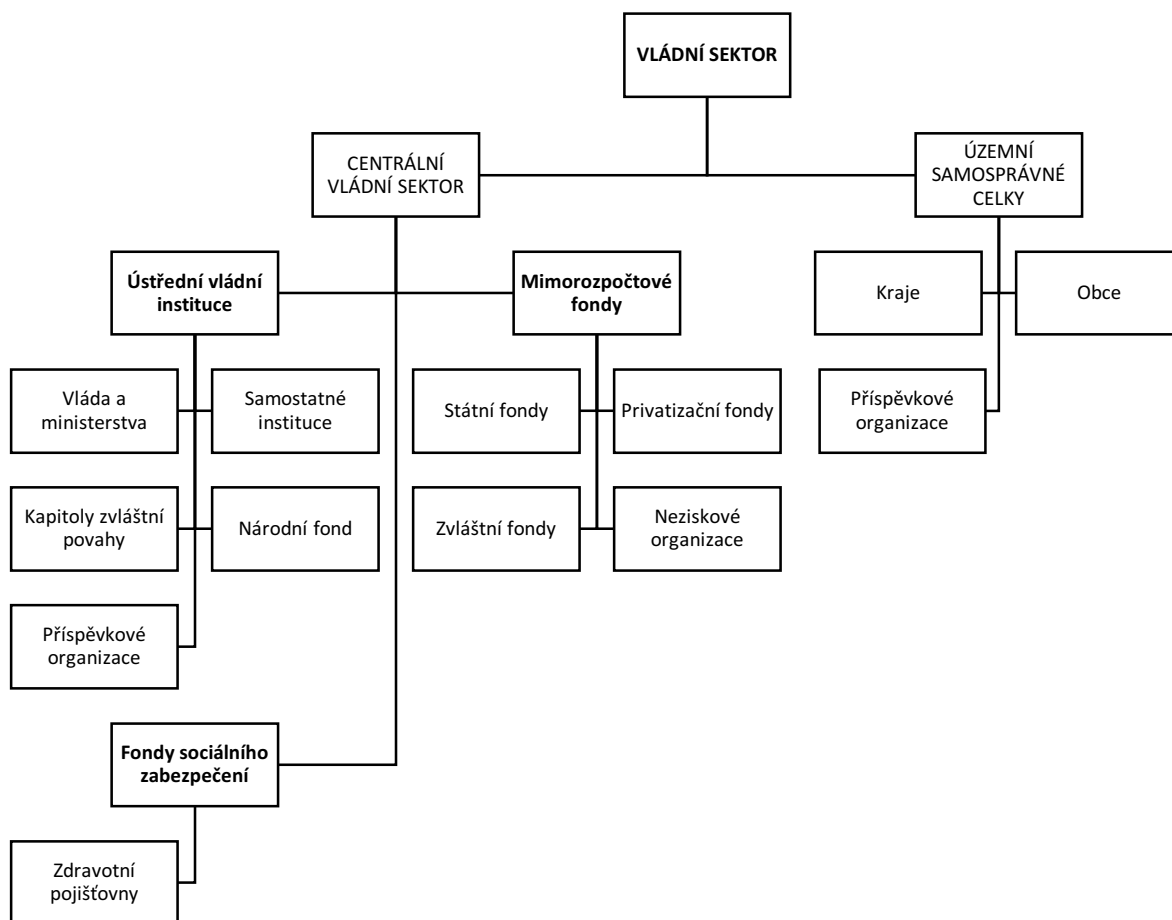 VLÁDNÍ SEKTOR
CENTRÁLNÍ
VLÁDNÍ SEKTOR
ÚZEMNÍ
SAMOSPRÁVNÉ
CELKY
Ústřední vládní
instituce
Mimorozpočtové
fondy
Kraje
Obce
Vláda a
ministerstva
Samostatné
instituce
Státní fondy
Privatizační fondy
Příspěvkové
organizace
Kapitoly zvláštní
povahy
Národní fond
Zvláštní fondy
Neziskové
organizace
Příspěvkové
organizace
Fondy sociálního
zabezpečení
Zdravotní
pojišťovny